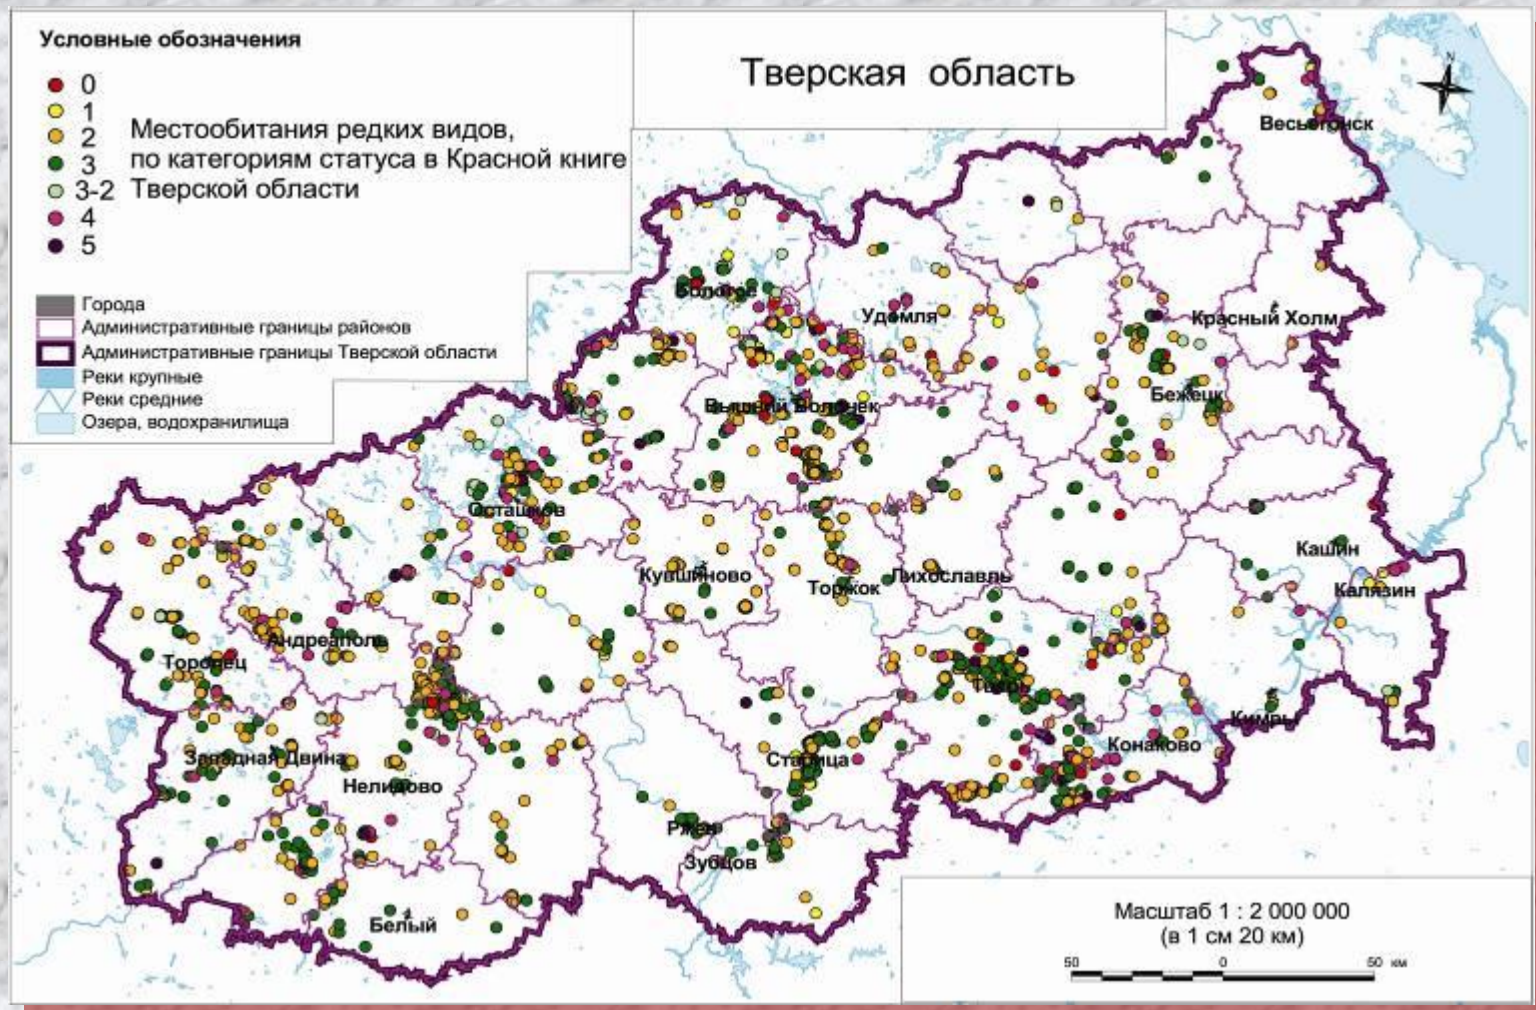 Условные обозначения
0
1
2
3
3-2
4
5
Местообитания редких видов,
по категориям статуса в Красной книге
Тверской области
Города
Административные границы районов
Административные границы Тверской области
Реки крупные
Реки средние
Озера, водохранилища
Тверская область
N
Весьегонск
Бологое
Удомля
Красный Холм
Бежецк
Вышний Волочек
Осташков
Кашин
Калязин
Кувшиново
Торжок
Лихославль
Андреаполь
Торопец
Тверь
Кимры
Конаково
Западная Двина
Нелидово
Старица
Ржев
Зубцов
Белый
Масштаб 1 : 2 000 000
(в 1 см 20 км)
50 0 50 км